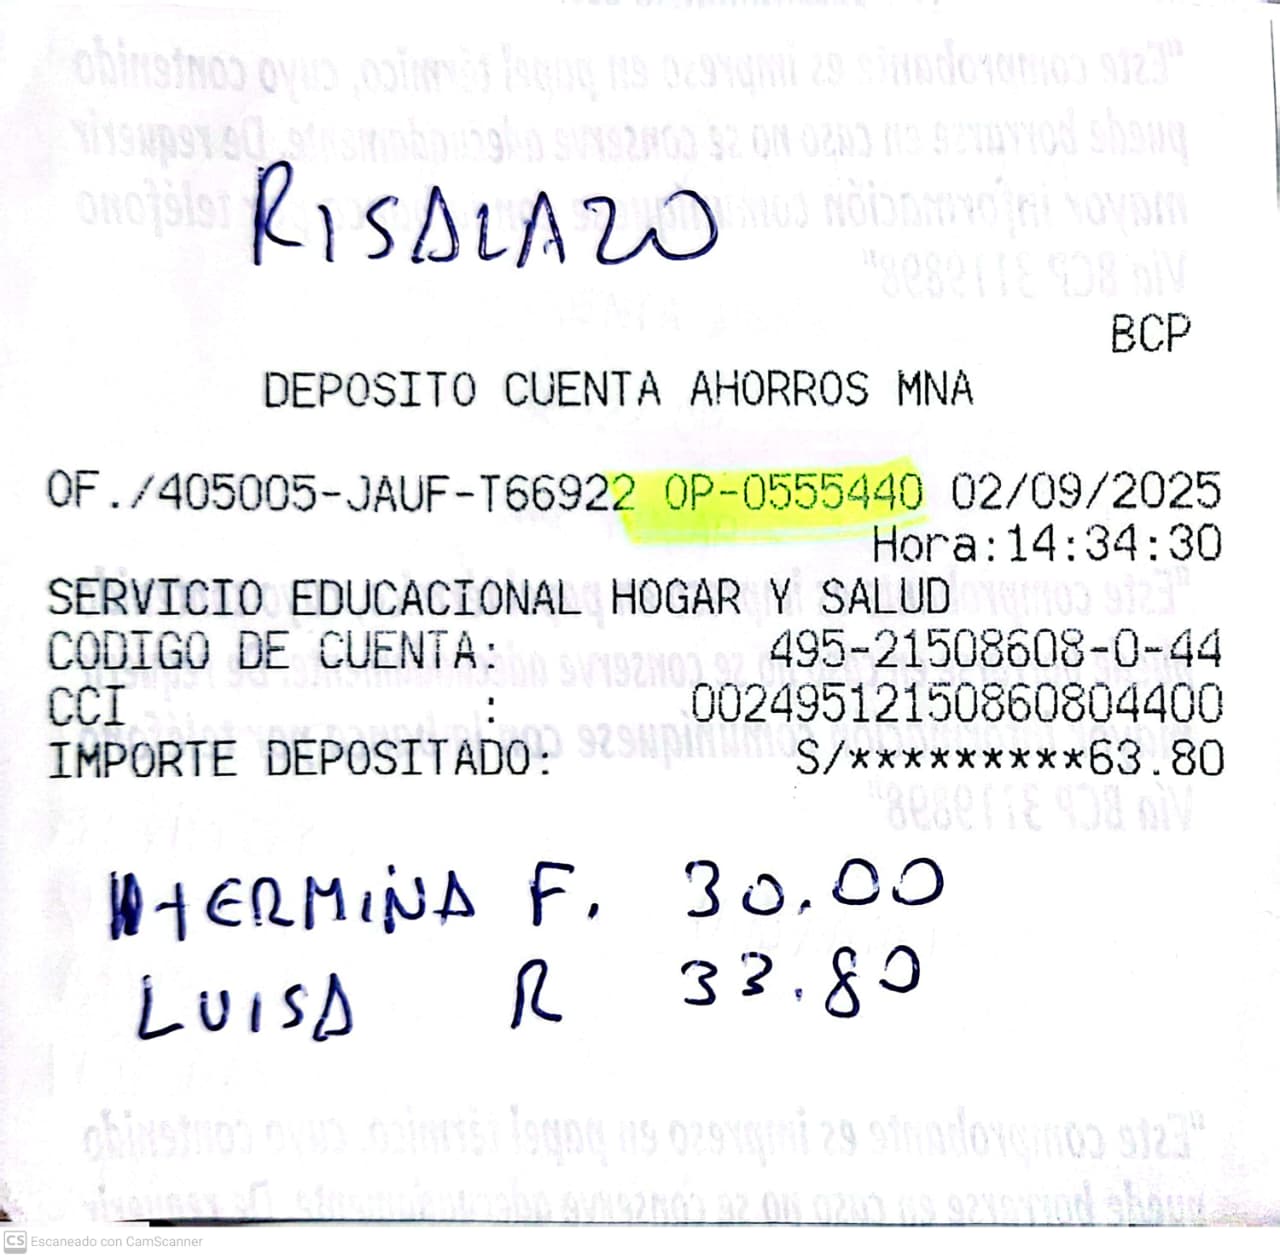 RISALAZO
BCP
DEPOSITO CUENTA AHORROS MNA
OF./405005-JAUF-T66922 OP-0555440 02/09/2025
Hora:14:34:30
SERVICIO EDUCACIONAL HOGAR Y SALUD
CODIGO DE CUENTA: 495-21508608-0-44
CCI : 00249512150860804400
IMPORTE DEPOSITADO: S/*********63.80
F. 30.00
LUISA R 33.80
CS Escaneado con CamScanner